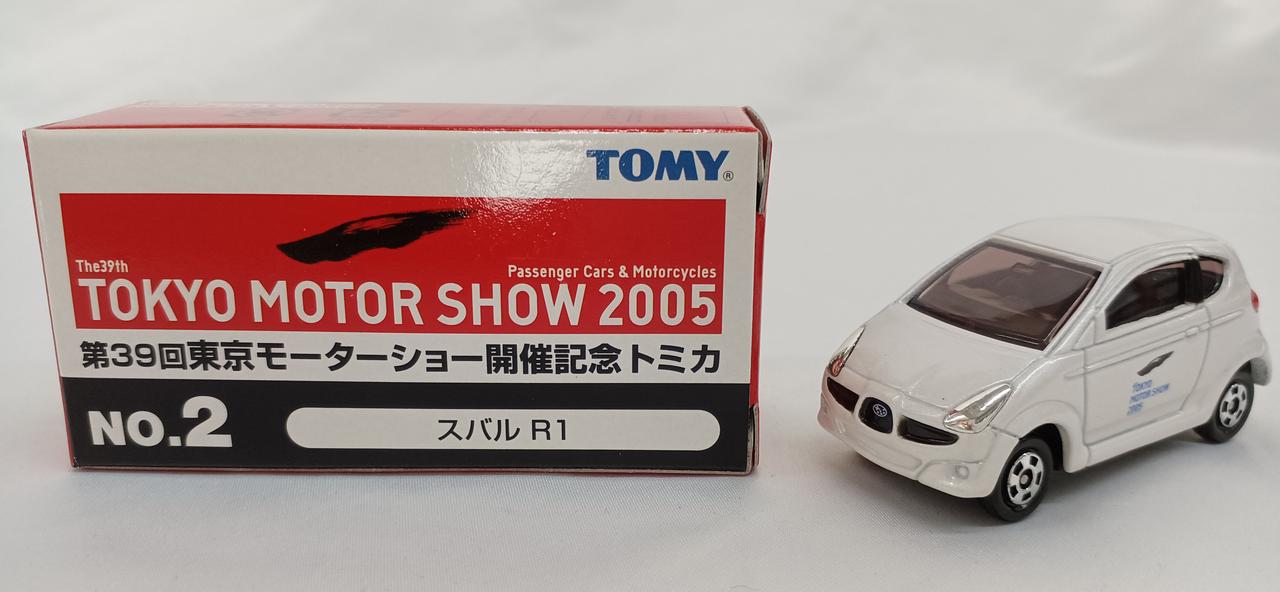 TOMY®
The39th
Passenger Cars & Motorcycles
TOKYO MOTOR SHOW 2005
第39回東京モーターショー開催記念トミカ
NO.2
スバル R1
TOKYO
MOTOR SHOW
2005